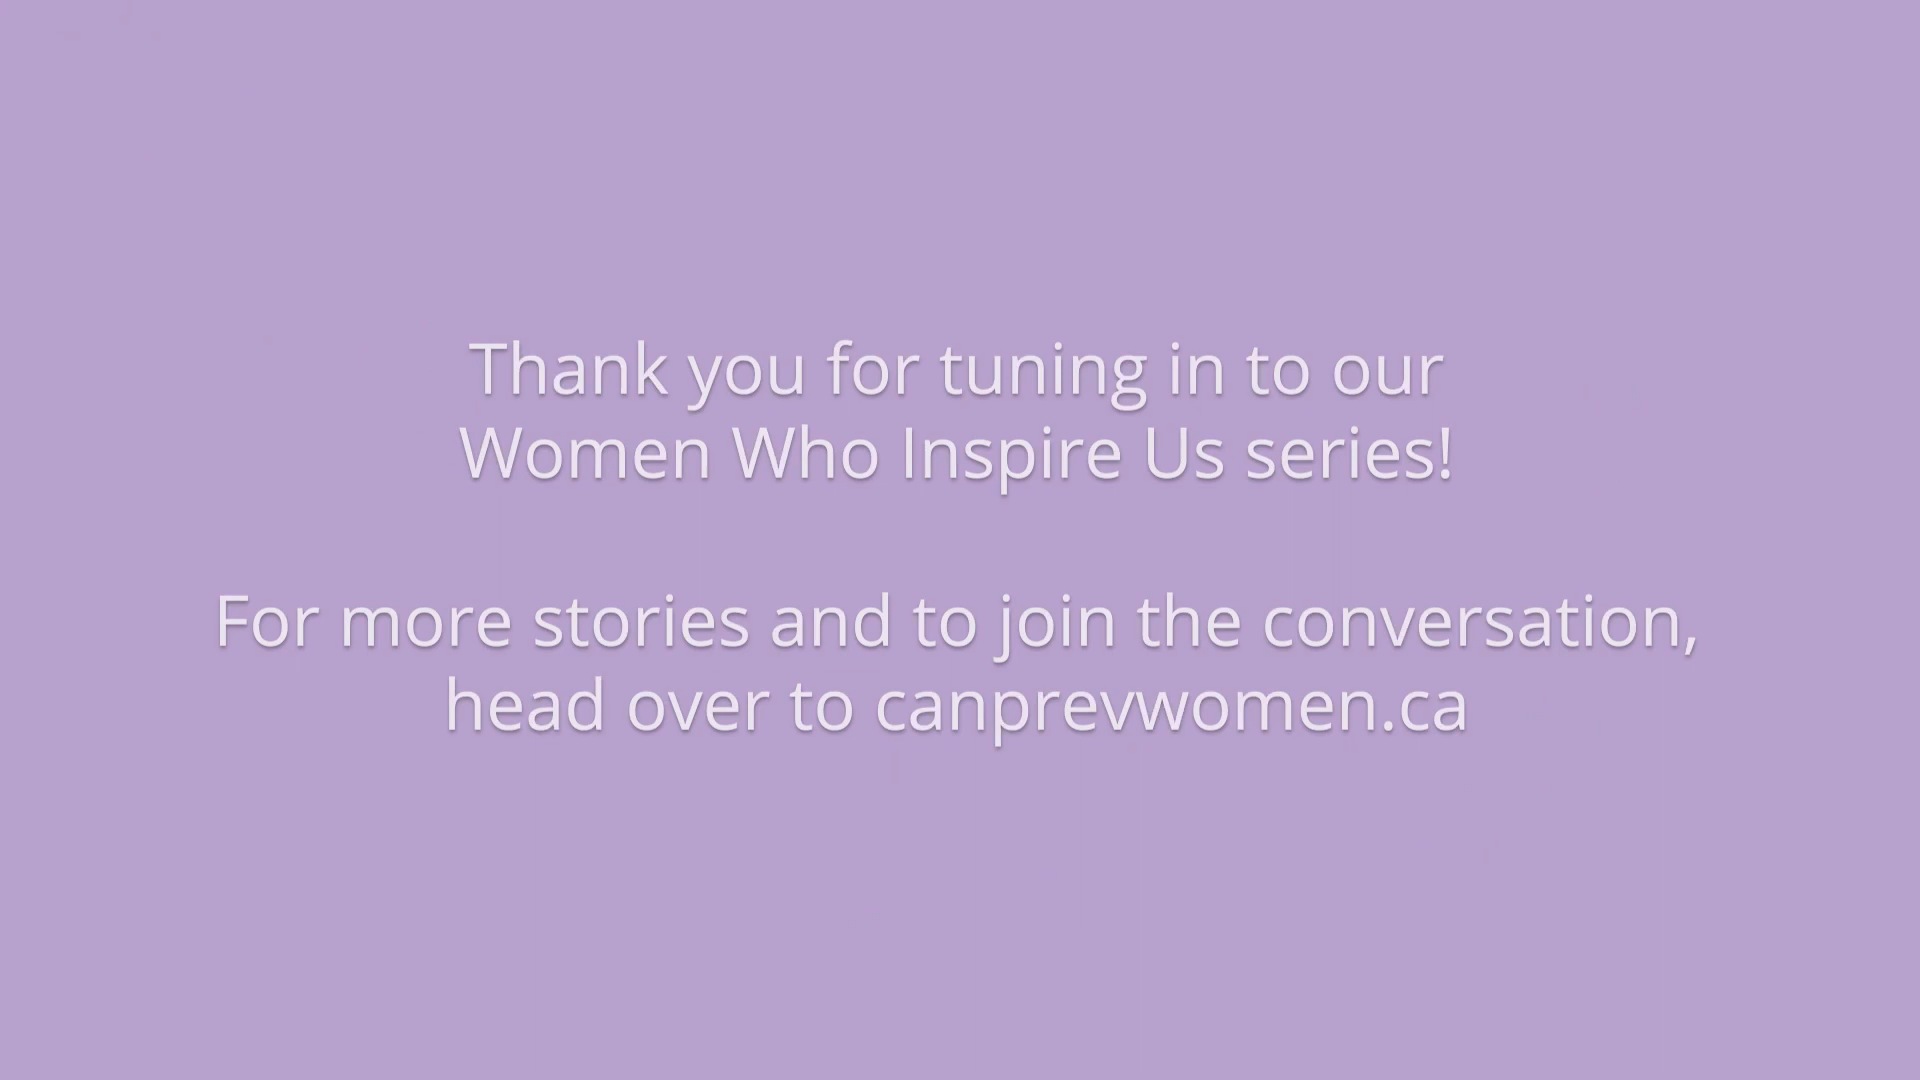 Thank you for tuning in to our
Women Who Inspire Us series!
For more stories and to join the conversation,
head over to canprevwomen.ca